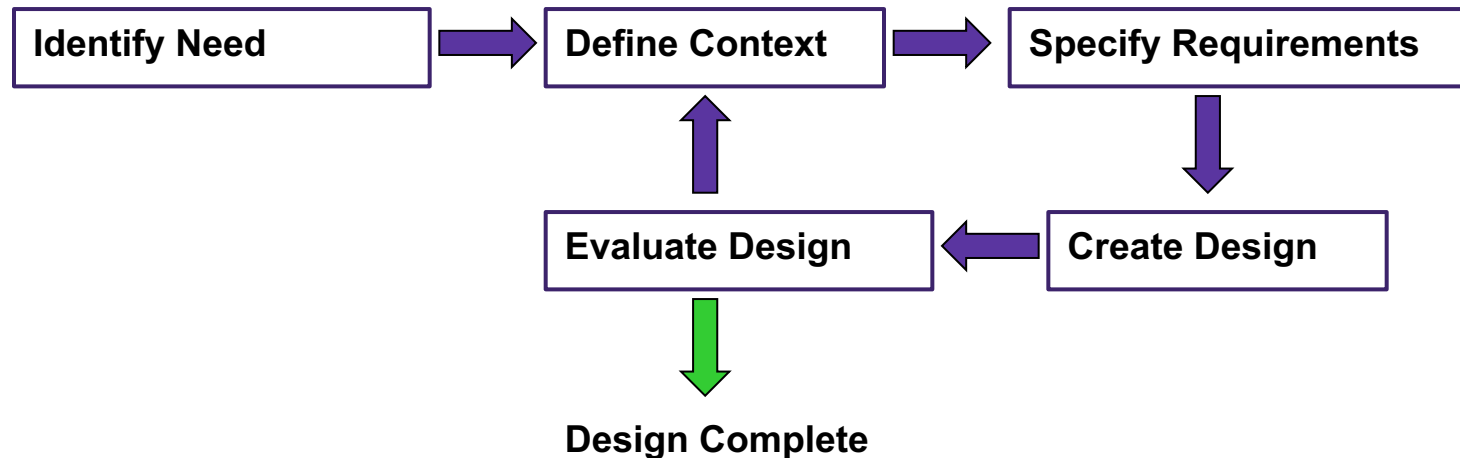 Identify Need
Define Context
Specify Requirements
Evaluate Design
Create Design
Design Complete